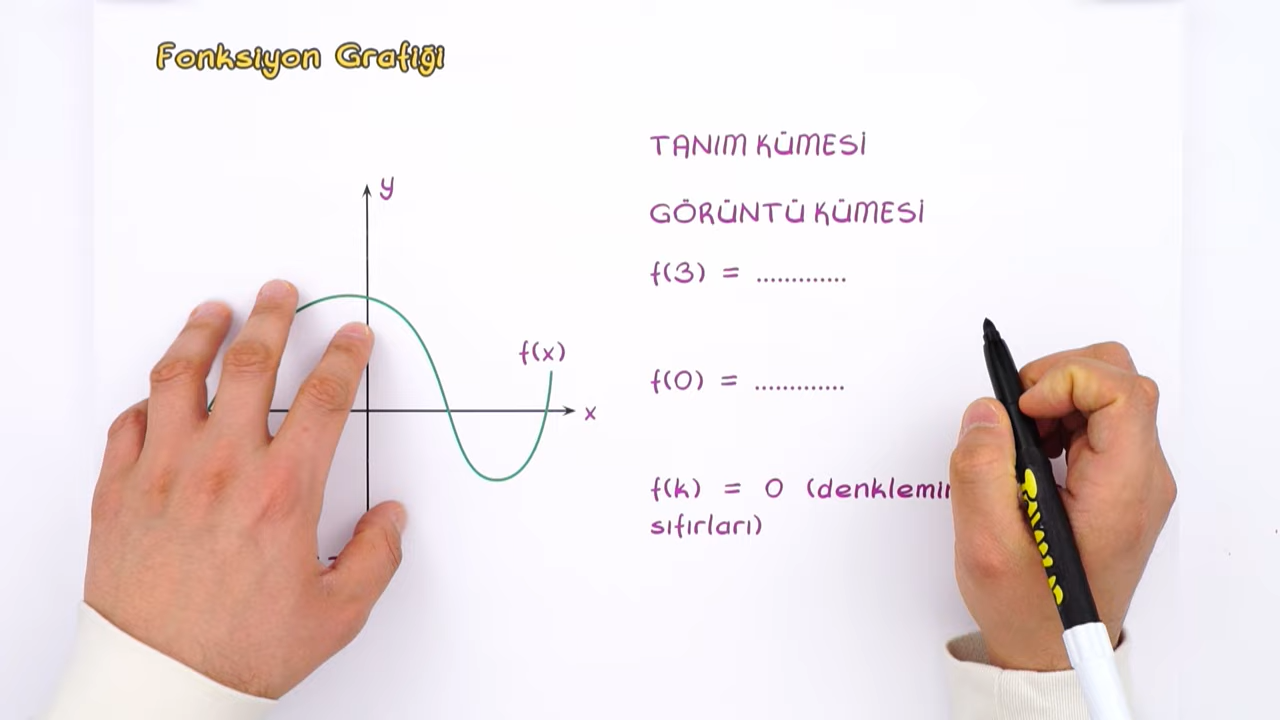 Fonksiyon Grafiği
TANIM KÜMESİ
y
GÖRÜNTÜ KÜMESİ
f(3) = .............
f(x)
f(0) = .............
x
f(k) = 0 (denklemin
sıfırları)